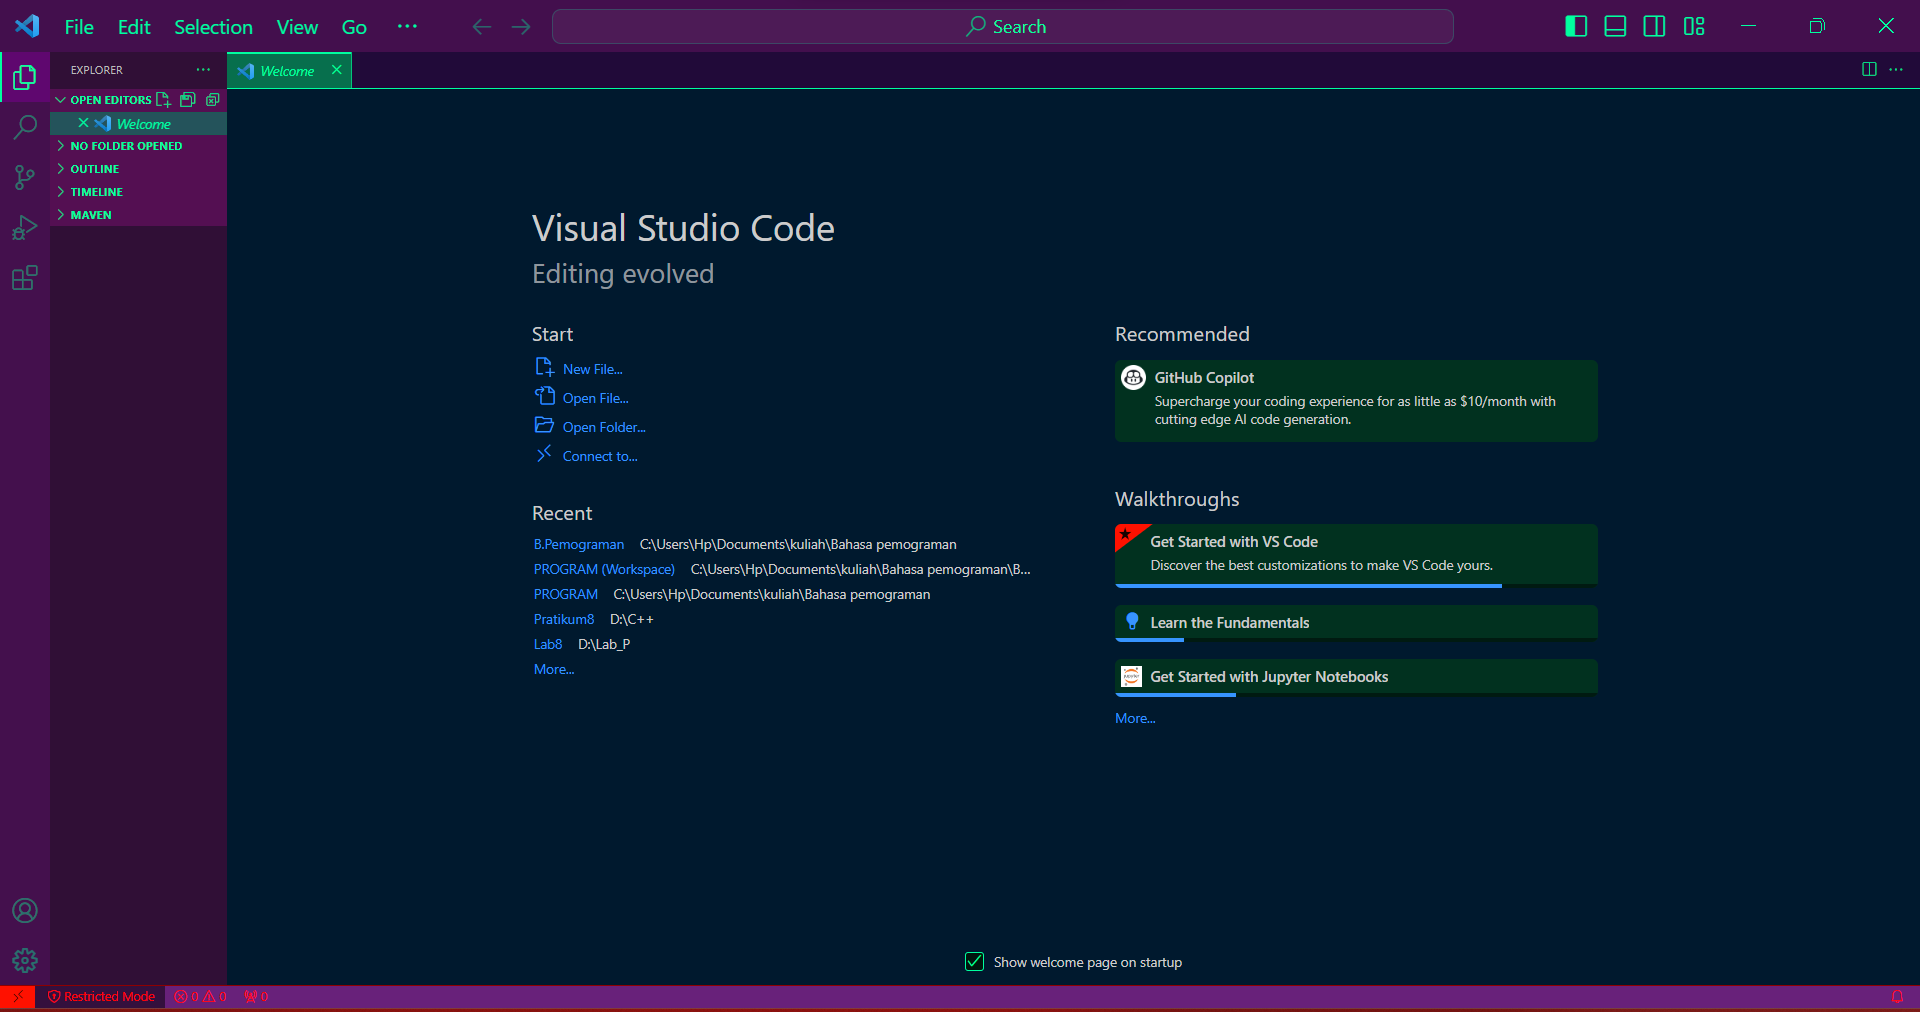 File Edit Selection View Go ··· Search
EXPLORER ···
Welcome
OPEN EDITORS
Welcome
NO FOLDER OPENED
OUTLINE
TIMELINE
MAVEN
Visual Studio Code
Editing evolved
Start
New File...
Open File...
Open Folder...
Connect to...
Recent
B.Pemograman C:\Users\Hp\Documents\kuliah\Bahasa pemograman
PROGRAM (Workspace) C:\Users\Hp\Documents\kuliah\Bahasa pemograman\B...
PROGRAM C:\Users\Hp\Documents\kuliah\Bahasa pemograman
Pratikum8 D:\C++
Lab8 D:\Lab_P
More...
Recommended
GitHub Copilot
Supercharge your coding experience for as little as $10/month with
cutting edge AI code generation.
Walkthroughs
Get Started with VS Code
Discover the best customizations to make VS Code yours.
Learn the Fundamentals
Get Started with Jupyter Notebooks
More...
Show welcome page on startup
Restricted Mode 0 0 0